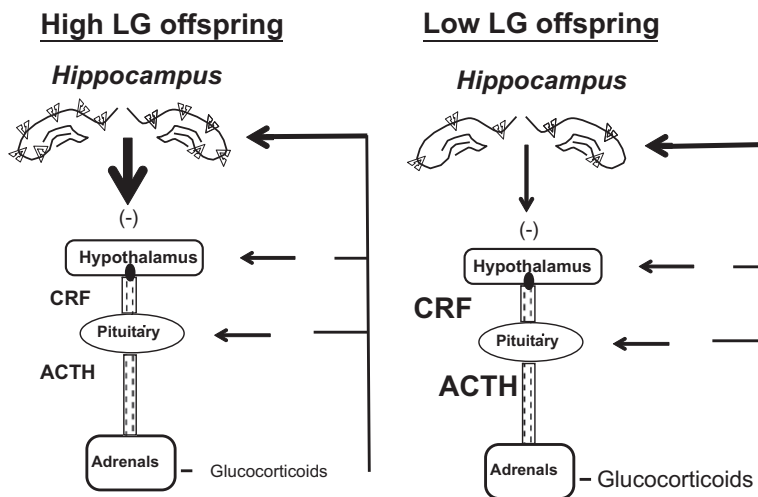 High LG offspring
Hippocampus
(-)
Hypothalamus
CRF
Pituitary
ACTH
Adrenals
Glucocorticoids
Low LG offspring
Hippocampus
(-)
Hypothalamus
CRF
Pituitary
ACTH
Adrenals
Glucocorticoids